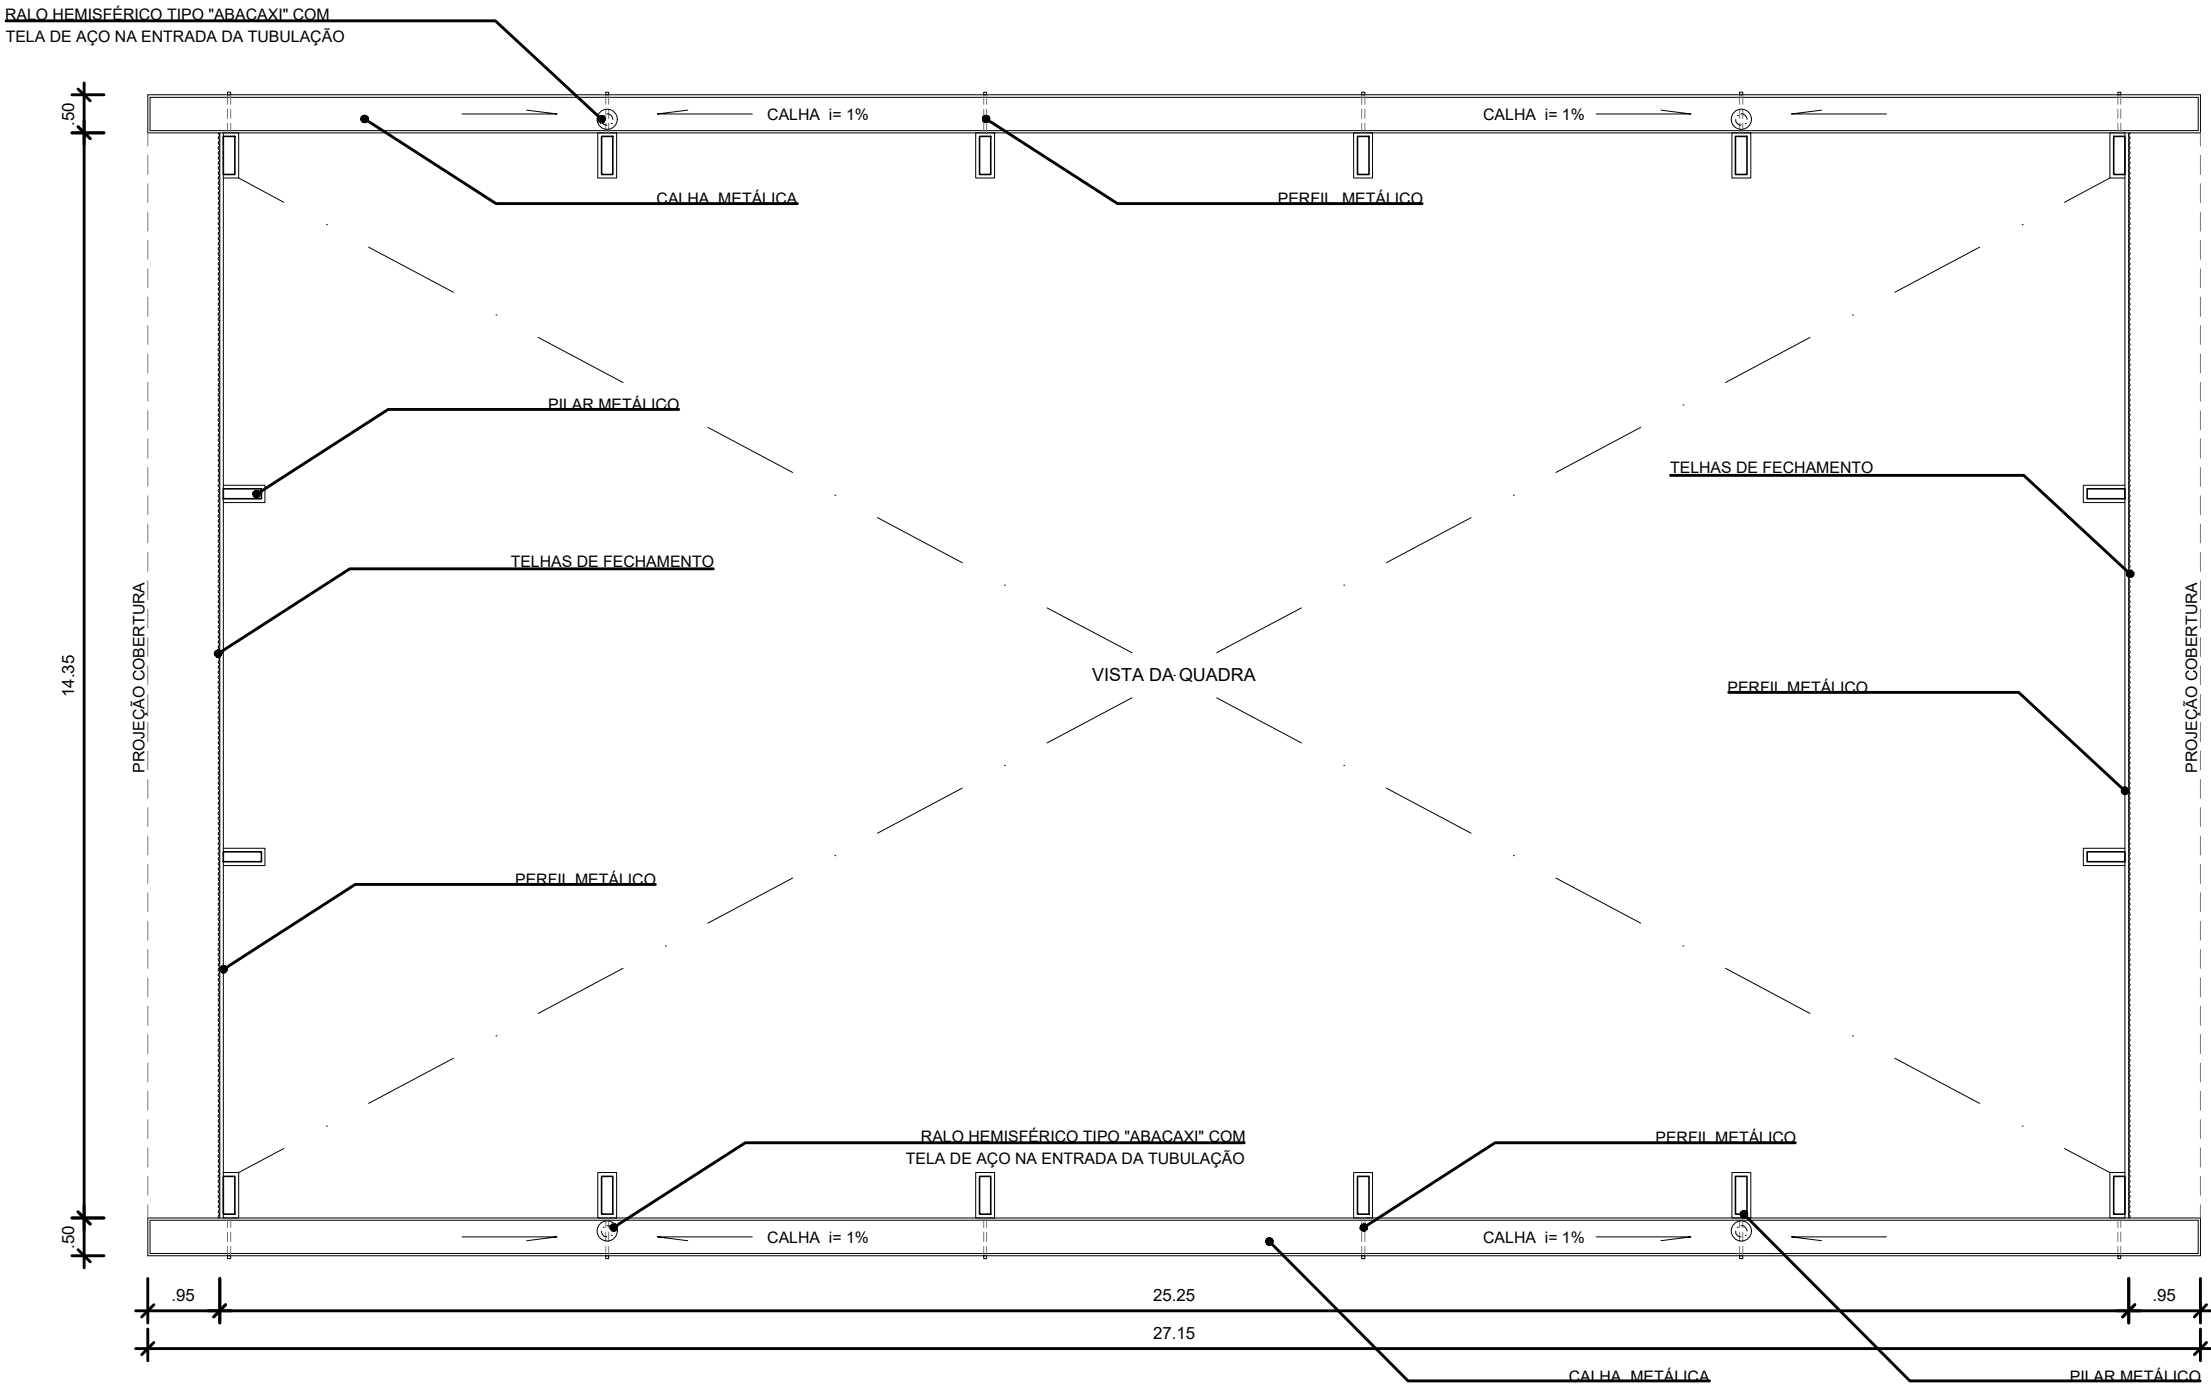 RALO HEMISFÉRICO TIPO "ABACAXI" COM
TELA DE AÇO NA ENTRADA DA TUBULAÇÃO
.50
CALHA i= 1%
CALHA i= 1%
CALHA METÁLICA
PERFIL METÁLICO
PILAR METÁLICO
TELHAS DE FECHAMENTO
TELHAS DE FECHAMENTO
PROJEÇÃO COBERTURA
14.35
VISTA DA QUADRA
PERFIL METÁLICO
PROJEÇÃO COBERTURA
PERFIL METÁLICO
RALO HEMISFÉRICO TIPO "ABACAXI" COM
TELA DE AÇO NA ENTRADA DA TUBULAÇÃO
PERFIL METÁLICO
.50
CALHA i= 1%
CALHA i= 1%
.95
25.25
.95
27.15
CALHA METÁLICA
PILAR METÁLICO